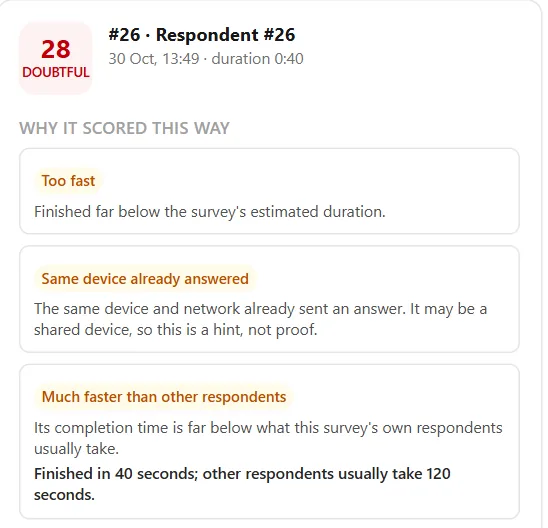 28
DOUBTFUL
#26 · Respondent #26
30 Oct, 13:49 · duration 0:40
WHY IT SCORED THIS WAY
Too fast
Finished far below the survey's estimated duration.
Same device already answered
The same device and network already sent an answer. It may be a
shared device, so this is a hint, not proof.
Much faster than other respondents
Its completion time is far below what this survey's own respondents
usually take.
Finished in 40 seconds; other respondents usually take 120
seconds.